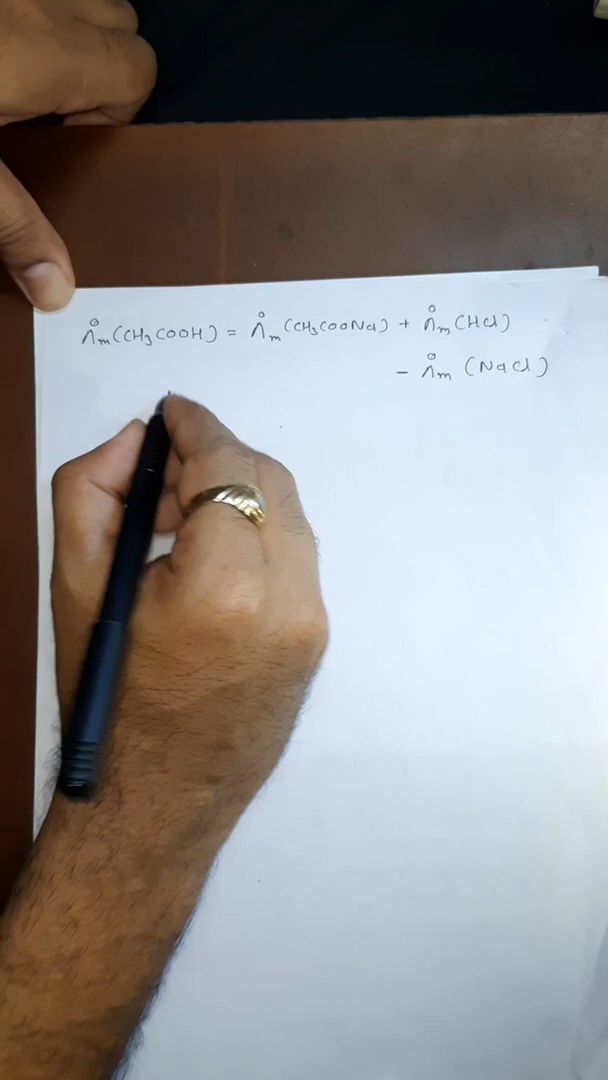 Λ̊m(CH₃COOH) = Λ̊m(CH₃COONa) + Λ̊m(HCl)
− Λ̊m (NaCl)